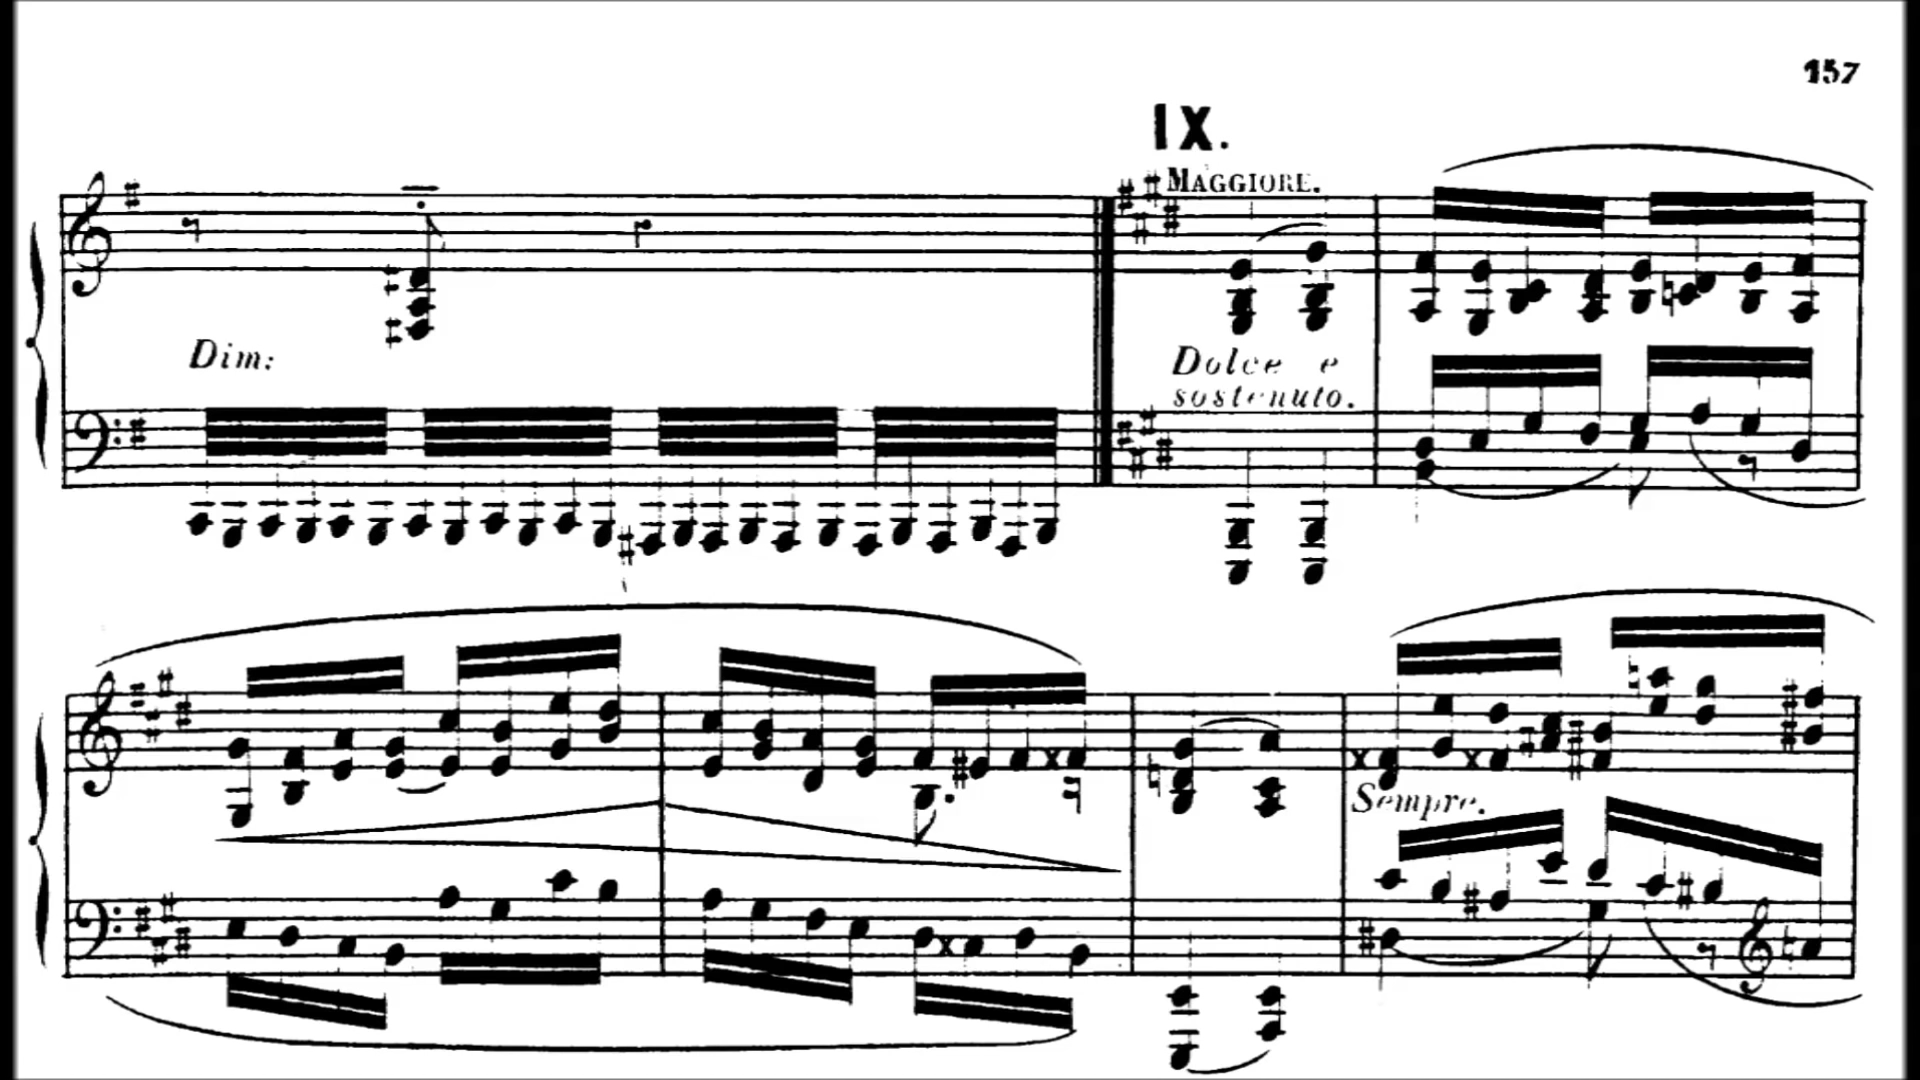 157
IX.
MAGGIORE.
Dim:
Dolce e
sostenuto.
Sempre.